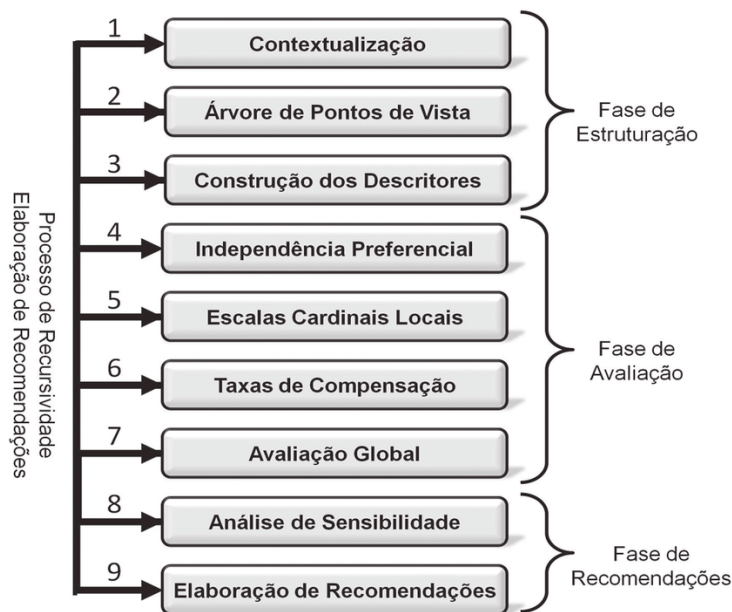 1
Contextualização
2
Árvore de Pontos de Vista
3
Construção dos Descritores
Fase de
Estruturação
4
Independência Preferencial
5
Escalas Cardinais Locais
6
Taxas de Compensação
7
Avaliação Global
Fase de
Avaliação
8
Análise de Sensibilidade
9
Elaboração de Recomendações
Fase de
Recomendações
Processo de Recursividade
Elaboração de Recomendações